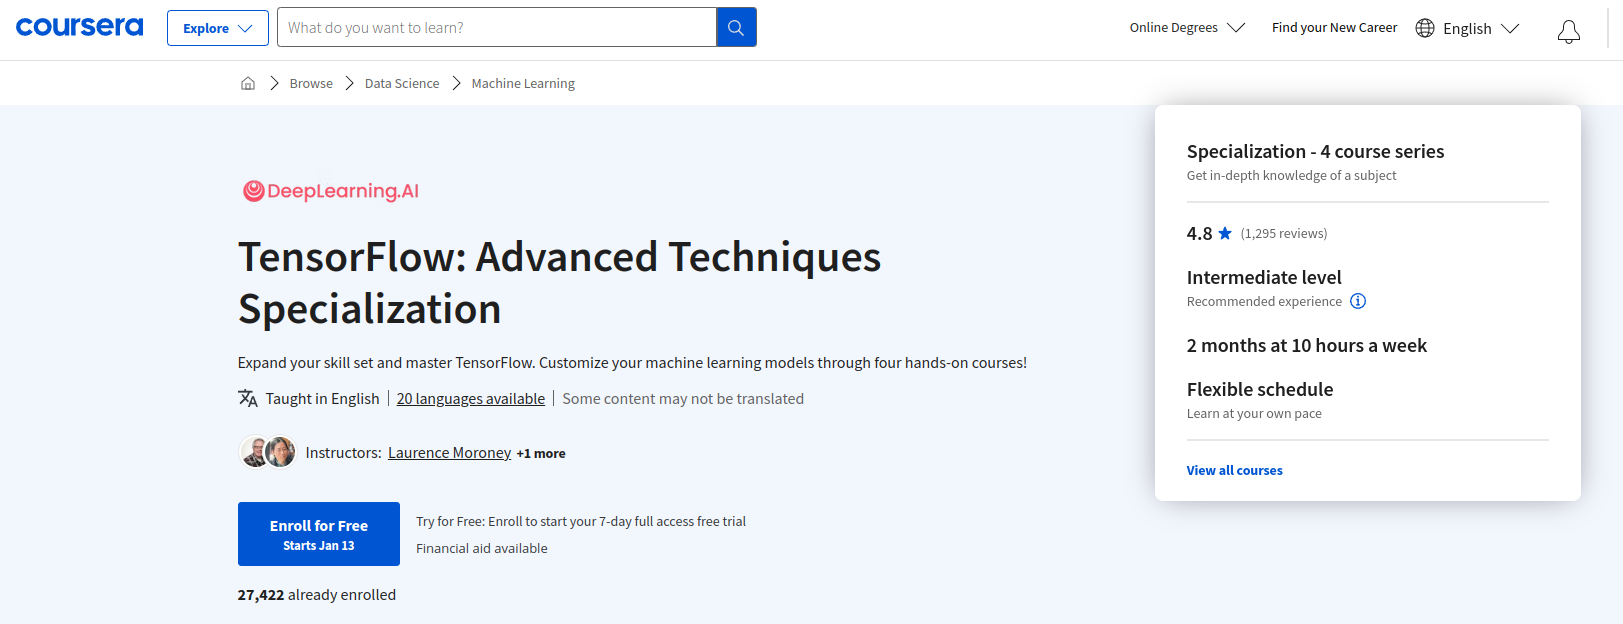 coursera
Explore
What do you want to learn?
Online Degrees
Find your New Career
English
Browse
Data Science
Machine Learning
DeepLearning.AI
TensorFlow: Advanced Techniques
Specialization
Expand your skill set and master TensorFlow. Customize your machine learning models through four hands-on courses!
Taught in English
20 languages available
Some content may not be translated
Instructors: Laurence Moroney +1 more
Enroll for Free
Starts Jan 13
Try for Free: Enroll to start your 7-day full access free trial
Financial aid available
27,422 already enrolled
Specialization - 4 course series
Get in-depth knowledge of a subject
4.8 (1,295 reviews)
Intermediate level
Recommended experience
2 months at 10 hours a week
Flexible schedule
Learn at your own pace
View all courses